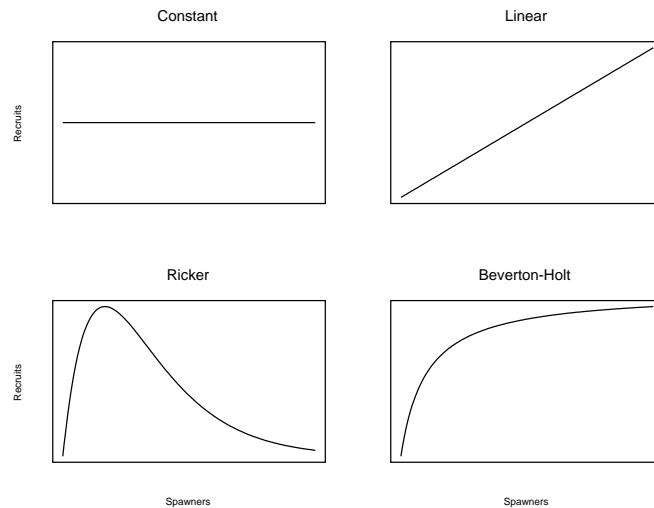 Constant
Linear
Recruits
Ricker
Beverton-Holt
Recruits
Spawners
Spawners